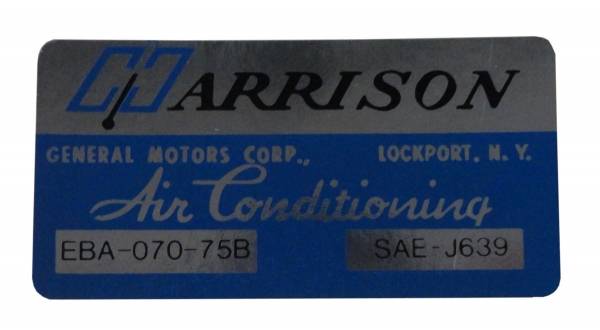 HARRISON
GENERAL MOTORS CORP., LOCKPORT, N. Y.
Air Conditioning
EBA-070-75B SAE-J639